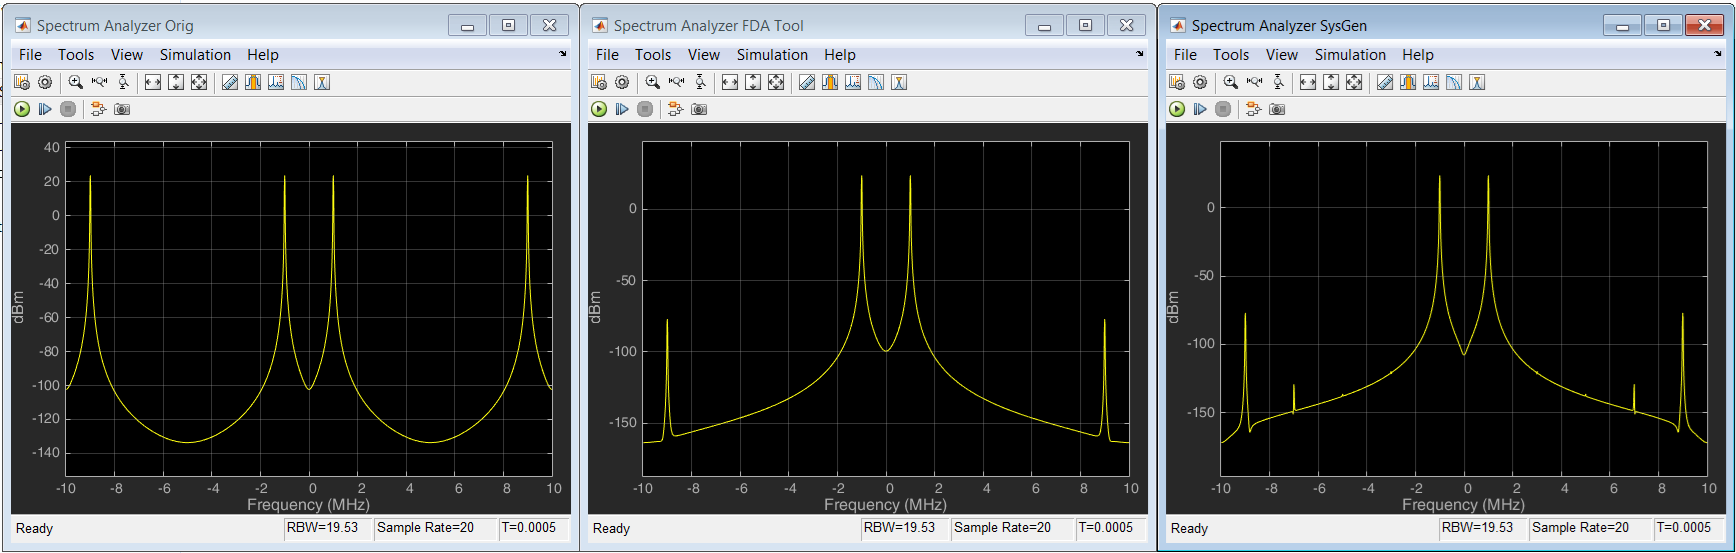 Spectrum Analyzer Orig
File Tools View Simulation Help
40
20
0
-20
-40
-60
-80
-100
-120
-140
dBm
-10 -8 -6 -4 -2 0 2 4 6 8 10
Frequency (MHz)
Ready RBW=19.53 Sample Rate=20 T=0.0005
Spectrum Analyzer FDA Tool
File Tools View Simulation Help
0
-50
-100
-150
dBm
-10 -8 -6 -4 -2 0 2 4 6 8 10
Frequency (MHz)
Ready RBW=19.53 Sample Rate=20 T=0.0005
Spectrum Analyzer SysGen
File Tools View Simulation Help
0
-50
-100
-150
dBm
-10 -8 -6 -4 -2 0 2 4 6 8 10
Frequency (MHz)
Ready RBW=19.53 Sample Rate=20 T=0.0005